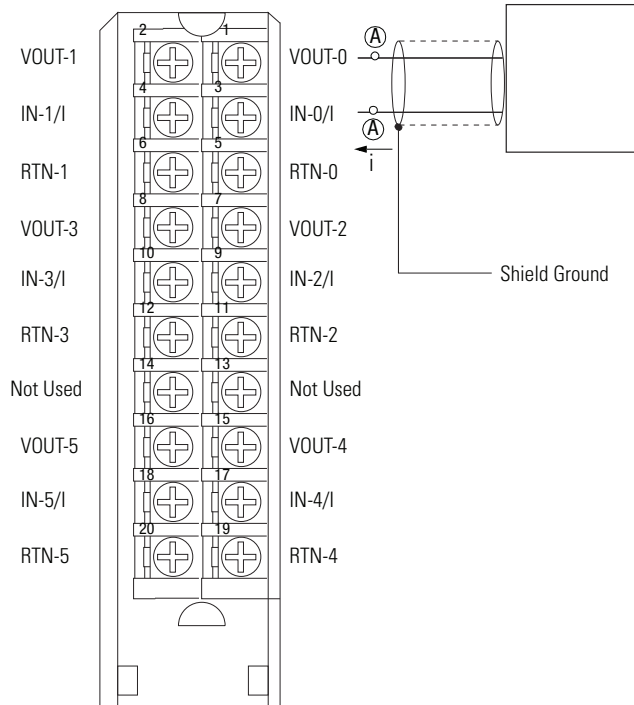 2 1
VOUT-1 VOUT-0 A
4 3
IN-1/I IN-0/I A
i
6 5
RTN-1 RTN-0
8 7
VOUT-3 VOUT-2
10 9
IN-3/I IN-2/I Shield Ground
12 11
RTN-3 RTN-2
14 13
Not Used Not Used
16 15
VOUT-5 VOUT-4
18 17
IN-5/I IN-4/I
20 19
RTN-5 RTN-4